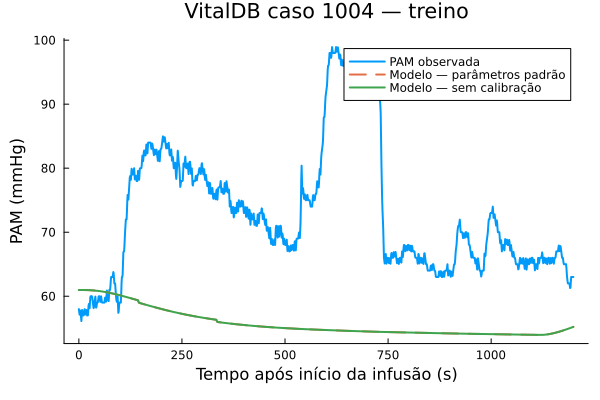 VitalDB caso 1004 — treino
PAM observada
Modelo — parâmetros padrão
Modelo — sem calibração
PAM (mmHg)
100
90
80
70
60
0
250
500
750
1000
Tempo após início da infusão (s)